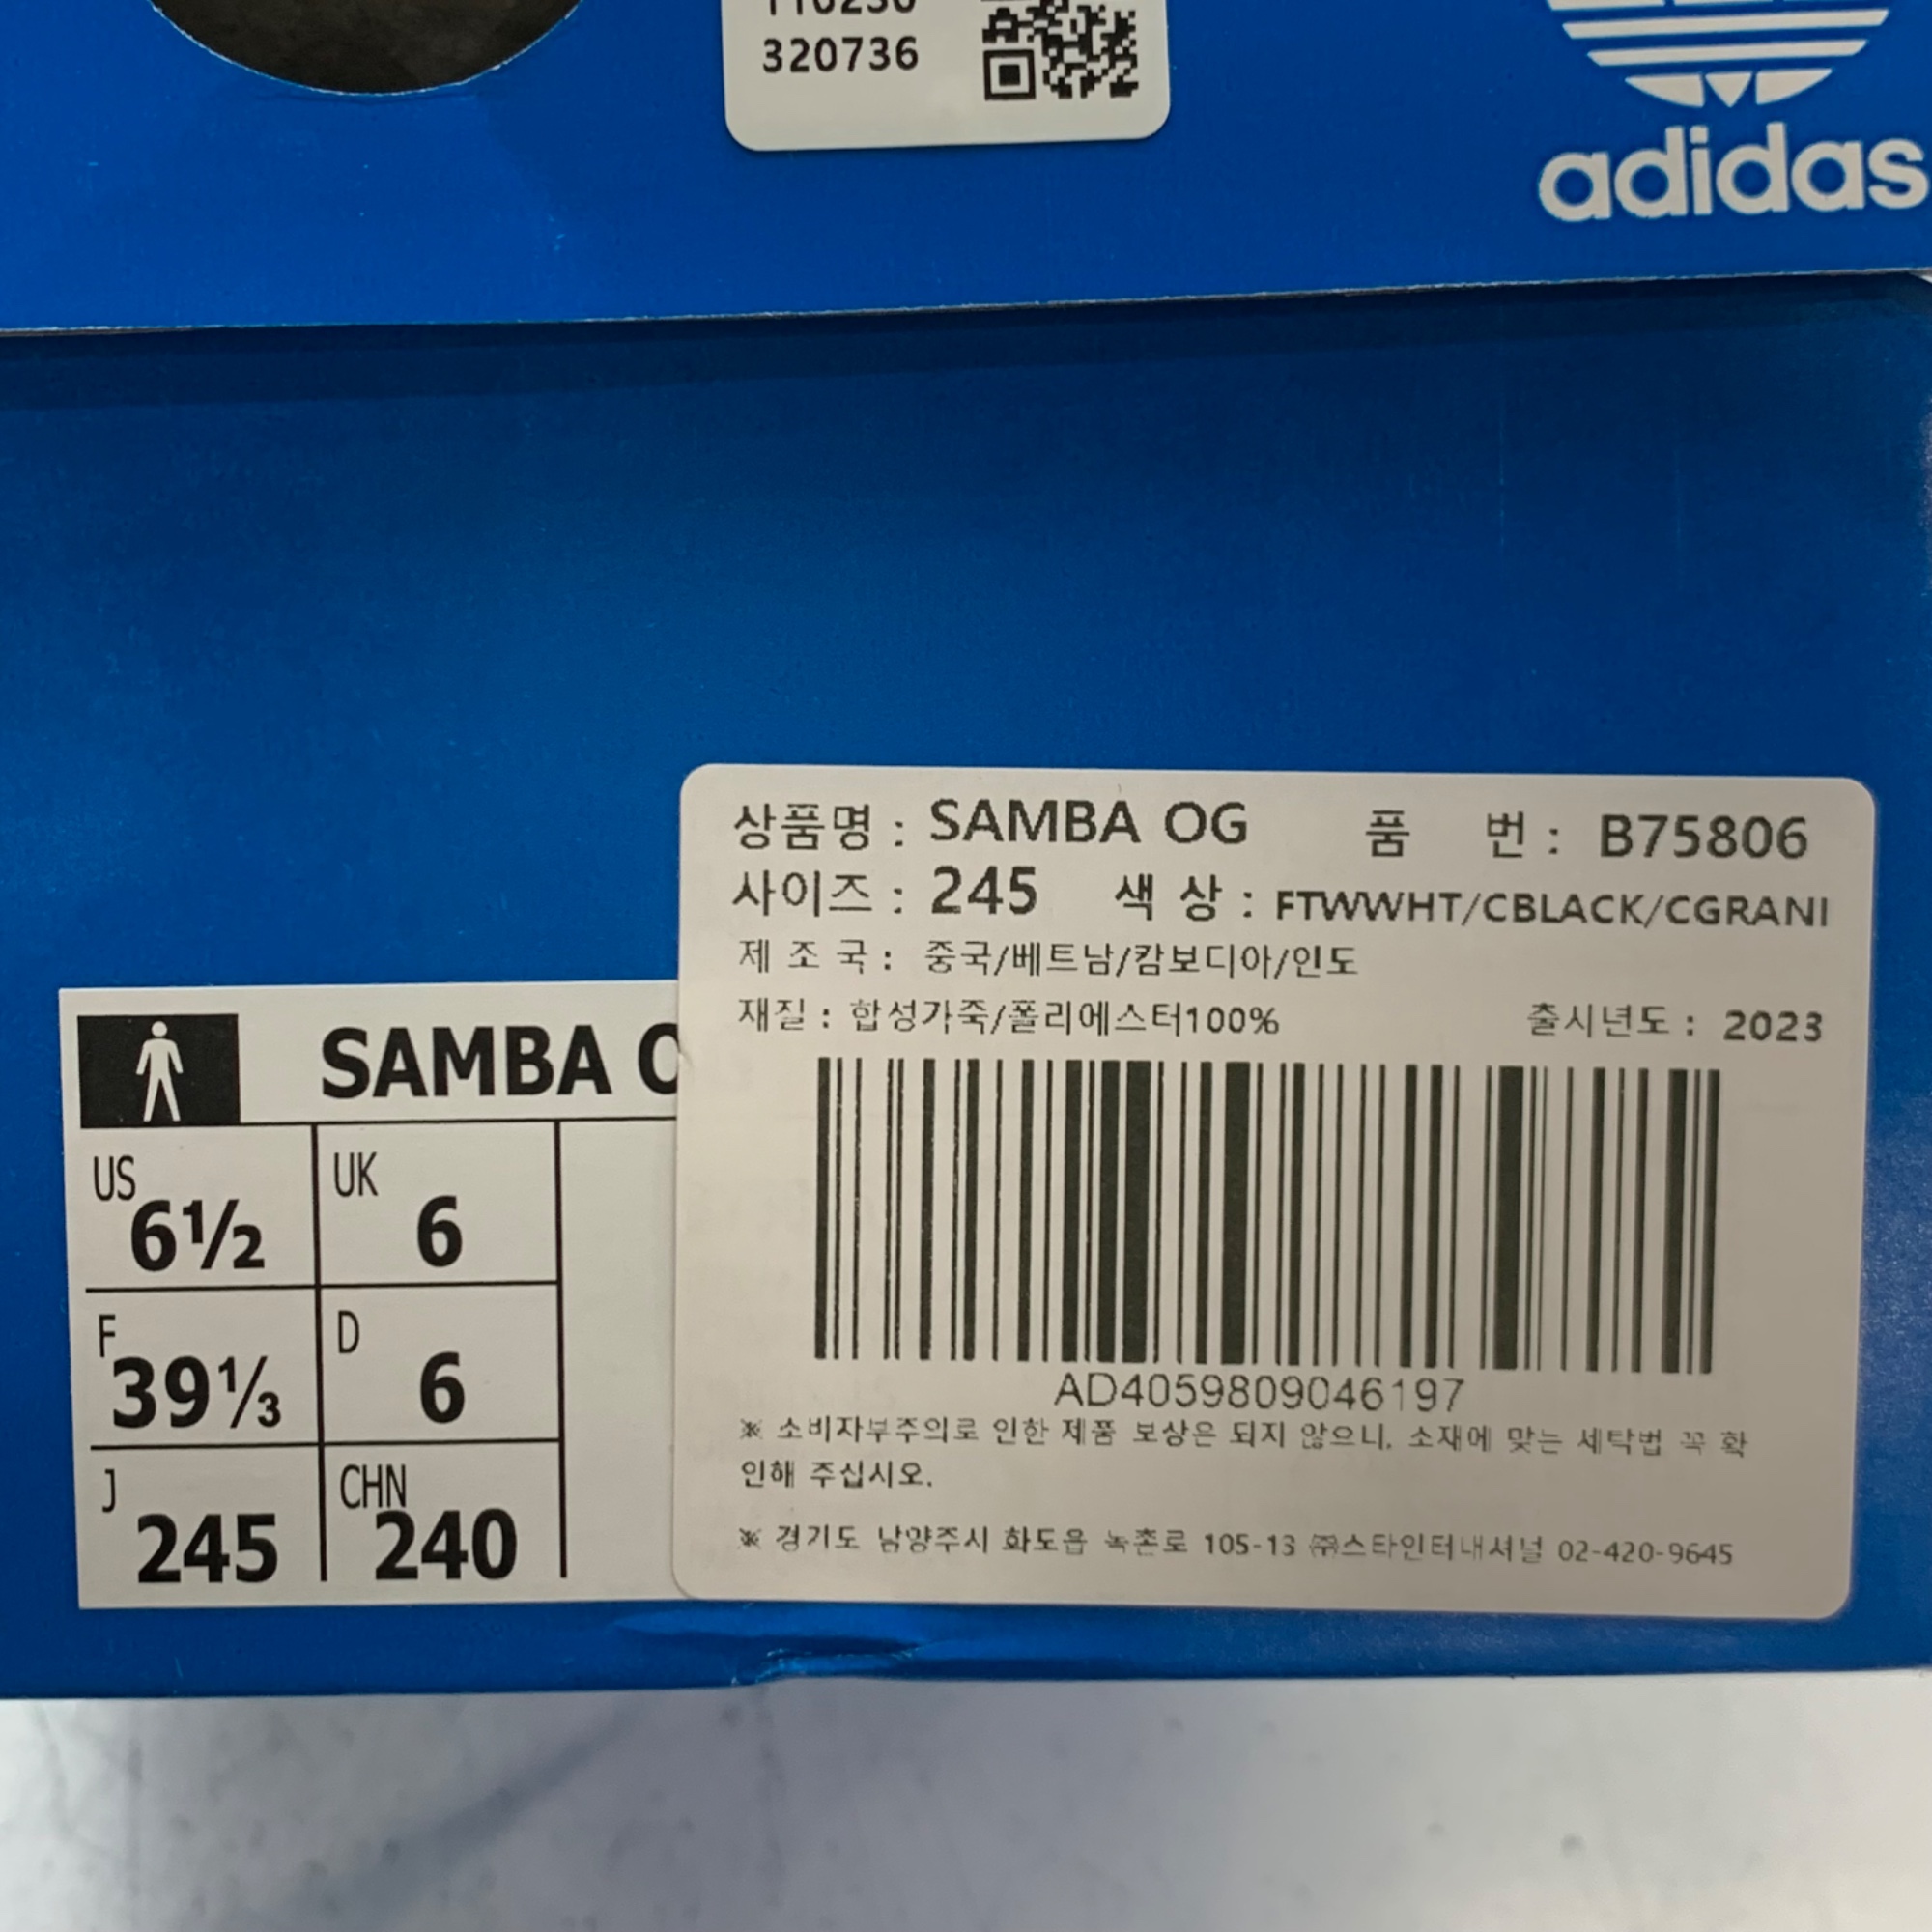 320736
adidas
상품명 : SAMBA OG 품 번 : B75806
사이즈 : 245 색 상 : FTWWHT/CBLACK/CGRANI
제 조 국 : 중국/베트남/캄보디아/인도
재질 : 합성가죽/폴리에스터100% 출시년도 : 2023
AD4059809046197
※ 소비자부주의로 인한 제품 보상은 되지 않으니, 소재에 맞는 세탁법 꼭 확
인해 주십시오.
※ 경기도 남양주시 화도읍 녹촌로 105-13 ㈜스타인터내셔널 02-420-9645
SAMBA O
US 6½ UK 6
F 39⅓ D 6
J 245 CHN 240